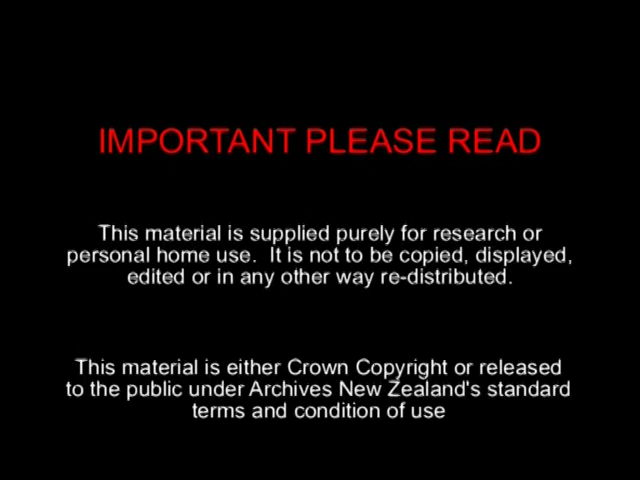 IMPORTANT PLEASE READ
This material is supplied purely for research or
personal home use.  It is not to be copied, displayed,
edited or in any other way re-distributed.
This material is either Crown Copyright or released
to the public under Archives New Zealand's standard
terms and condition of use